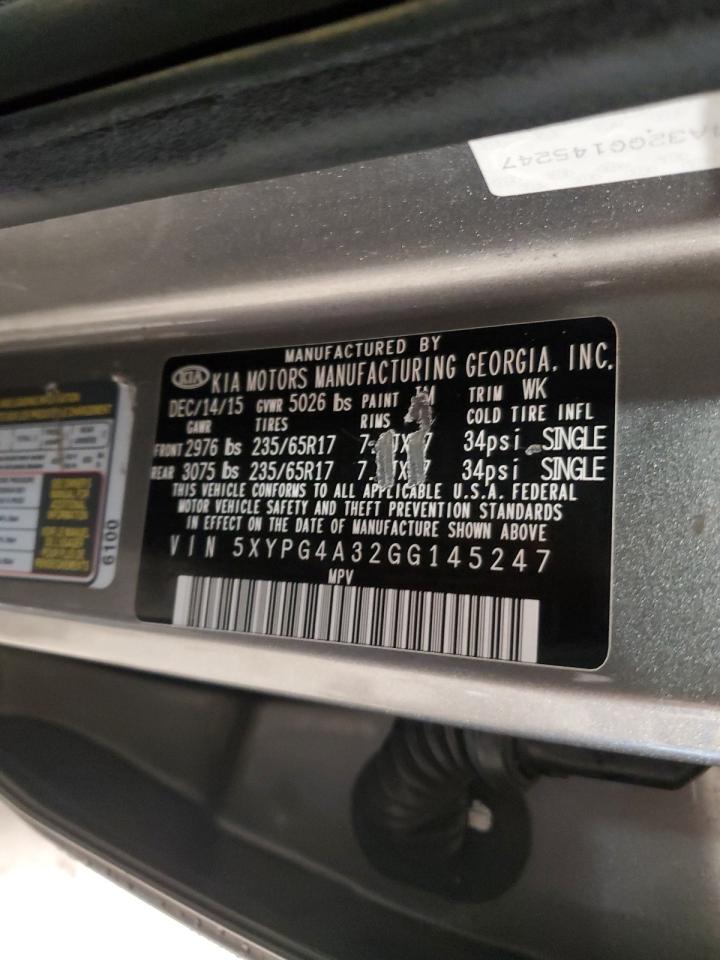 A32GG145247
MANUFACTURED BY
KIA KIA MOTORS MANUFACTURING GEORGIA, INC.
DEC/14/15 GVWR 5026 lbs PAINT TRIM WK
GAWR TIRES RIMS COLD TIRE INFL
FRONT 2976 lbs 235/65R17 34psi SINGLE
REAR 3075 lbs 235/65R17 34psi SINGLE
THIS VEHICLE CONFORMS TO ALL APPLICABLE U.S.A. FEDERAL
MOTOR VEHICLE SAFETY AND THEFT PREVENTION STANDARDS
IN EFFECT ON THE DATE OF MANUFACTURE SHOWN ABOVE
VIN 5XYPG4A32GG145247
MPV
6100